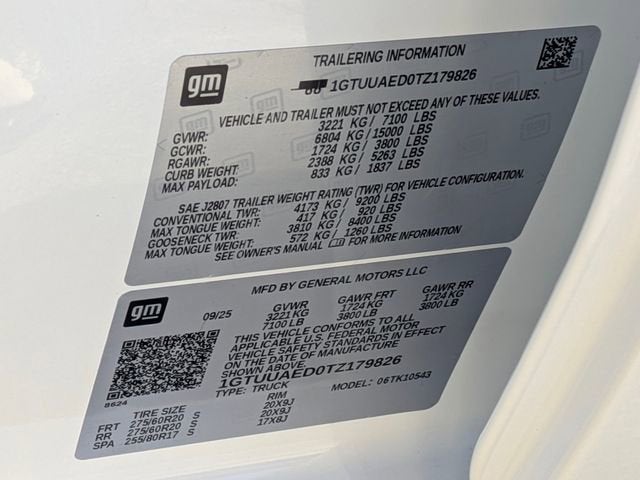 gm
TRAILERING INFORMATION
1GTUUAED0TZ179826
VEHICLE AND TRAILER MUST NOT EXCEED ANY OF THESE VALUES.
GVWR: 3221 KG / 7100 LBS
GCWR: 6804 KG / 15000 LBS
RGAWR: 1724 KG / 3800 LBS
CURB WEIGHT: 2388 KG / 5263 LBS
MAX PAYLOAD: 833 KG / 1837 LBS
SAE J2807 TRAILER WEIGHT RATING (TWR) FOR VEHICLE CONFIGURATION.
CONVENTIONAL TWR: 4173 KG / 9200 LBS
MAX TONGUE WEIGHT: 417 KG / 920 LBS
GOOSENECK TWR: 3810 KG / 8400 LBS
MAX TONGUE WEIGHT: 572 KG / 1260 LBS
SEE OWNER'S MANUAL FOR MORE INFORMATION
gm
MFD BY GENERAL MOTORS LLC
09/25
GVWR GAWR FRT GAWR RR
3221 KG 1724 KG 1724 KG
7100 LB 3800 LB 3800 LB
THIS VEHICLE CONFORMS TO ALL
APPLICABLE U.S. FEDERAL MOTOR
VEHICLE SAFETY STANDARDS IN EFFECT
ON THE DATE OF MANUFACTURE
1GTUUAED0TZ179826
TYPE: TRUCK MODEL: 06TK10543
8624
TIRE SIZE RIM
FRT 275/60R20 S 20X9J
RR 275/60R20 S 20X9J
SPA 255/80R17 S 17X8J